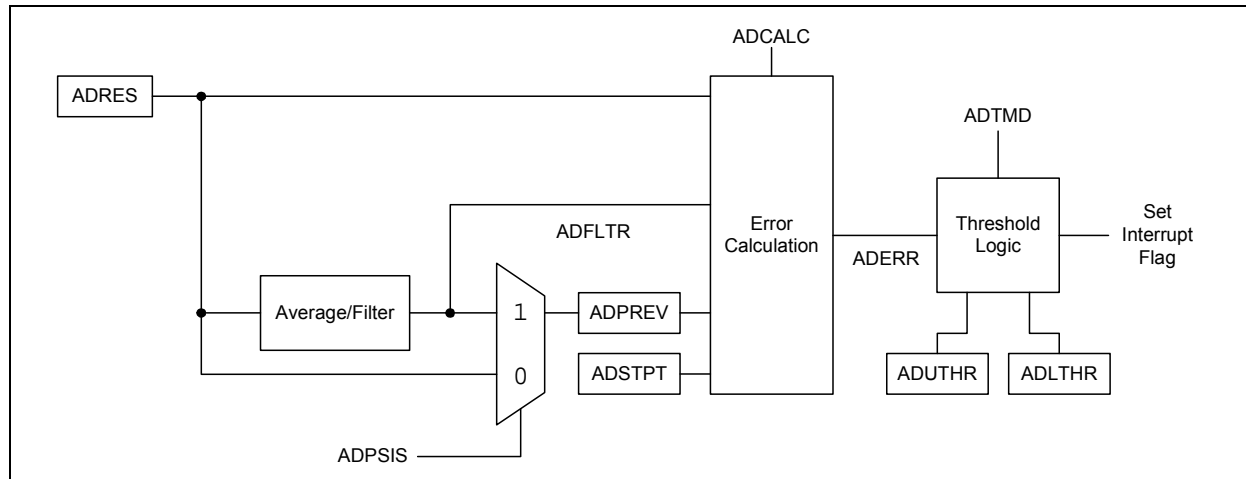 ADCALC
ADRES
ADTMD
Error
Calculation
Threshold
Logic
Set
Interrupt
Flag
ADFLTR
ADERR
Average/Filter
1
ADPREV
0
ADSTPT
ADUTHR
ADLTHR
ADPSIS